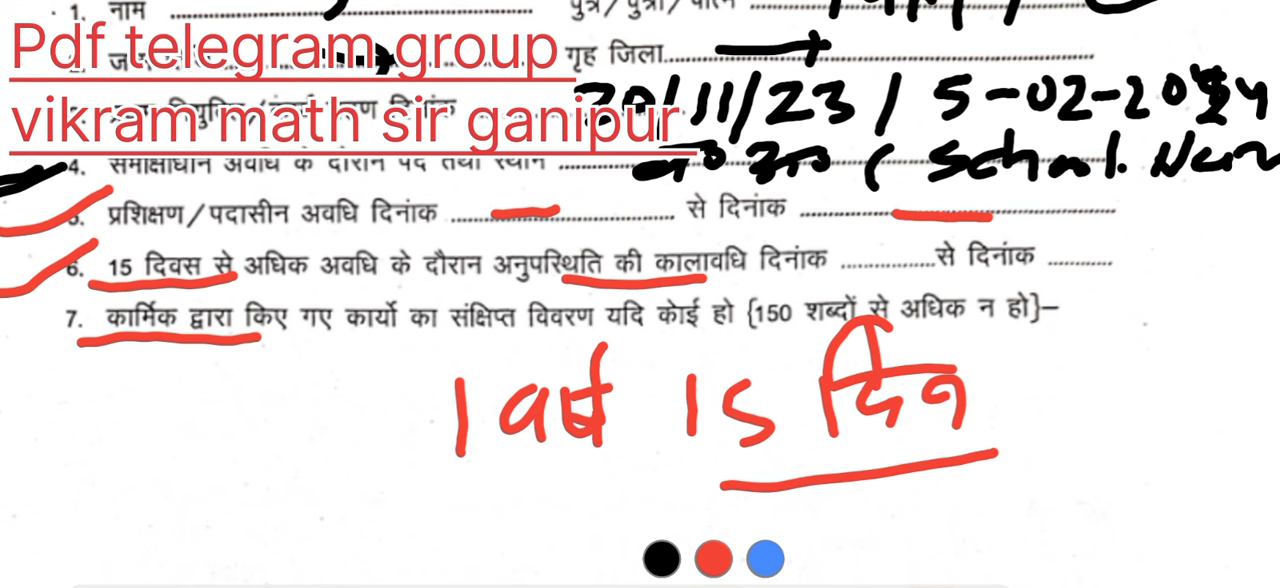 1. नाम ........................ पुत्र/पुत्री/पत्नि
Pdf telegram group गृह जिला........................
20/11/23 / 5-02-20
vikram math sir ganipur
4. समीक्षाधीन अवधि के दौरान पद तथा स्थान ........................ ( School.
5. प्रशिक्षण/पदासीन अवधि दिनांक ........................ से दिनांक ........................
6. 15 दिवस से अधिक अवधि के दौरान अनुपस्थिति की कालावधि दिनांक ..............से दिनांक ...........
7. कार्मिक द्वारा किए गए कार्यो का संक्षिप्त विवरण यदि कोई हो {150 शब्दों से अधिक न हो}–
1 वर्ष 15 दिन